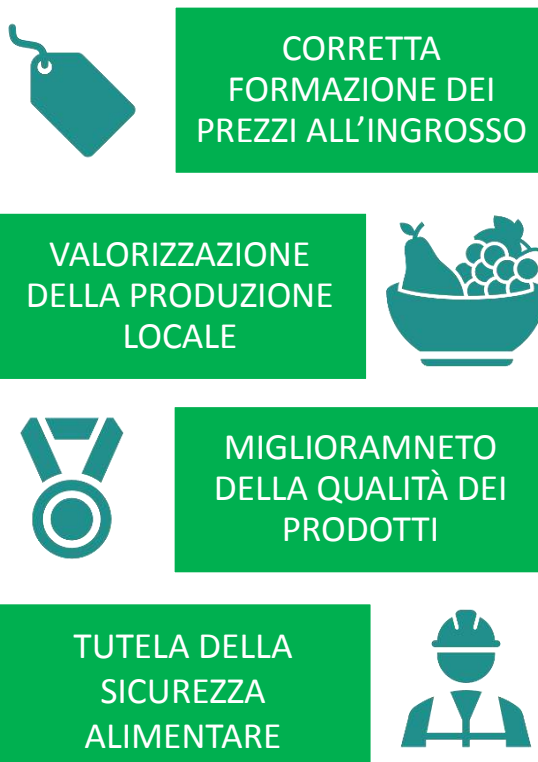 CORRETTA
FORMAZIONE DEI
PREZZI ALL’INGROSSO
VALORIZZAZIONE
DELLA PRODUZIONE
LOCALE
MIGLIORAMNETO
DELLA QUALITÀ DEI
PRODOTTI
TUTELA DELLA
SICUREZZA
ALIMENTARE